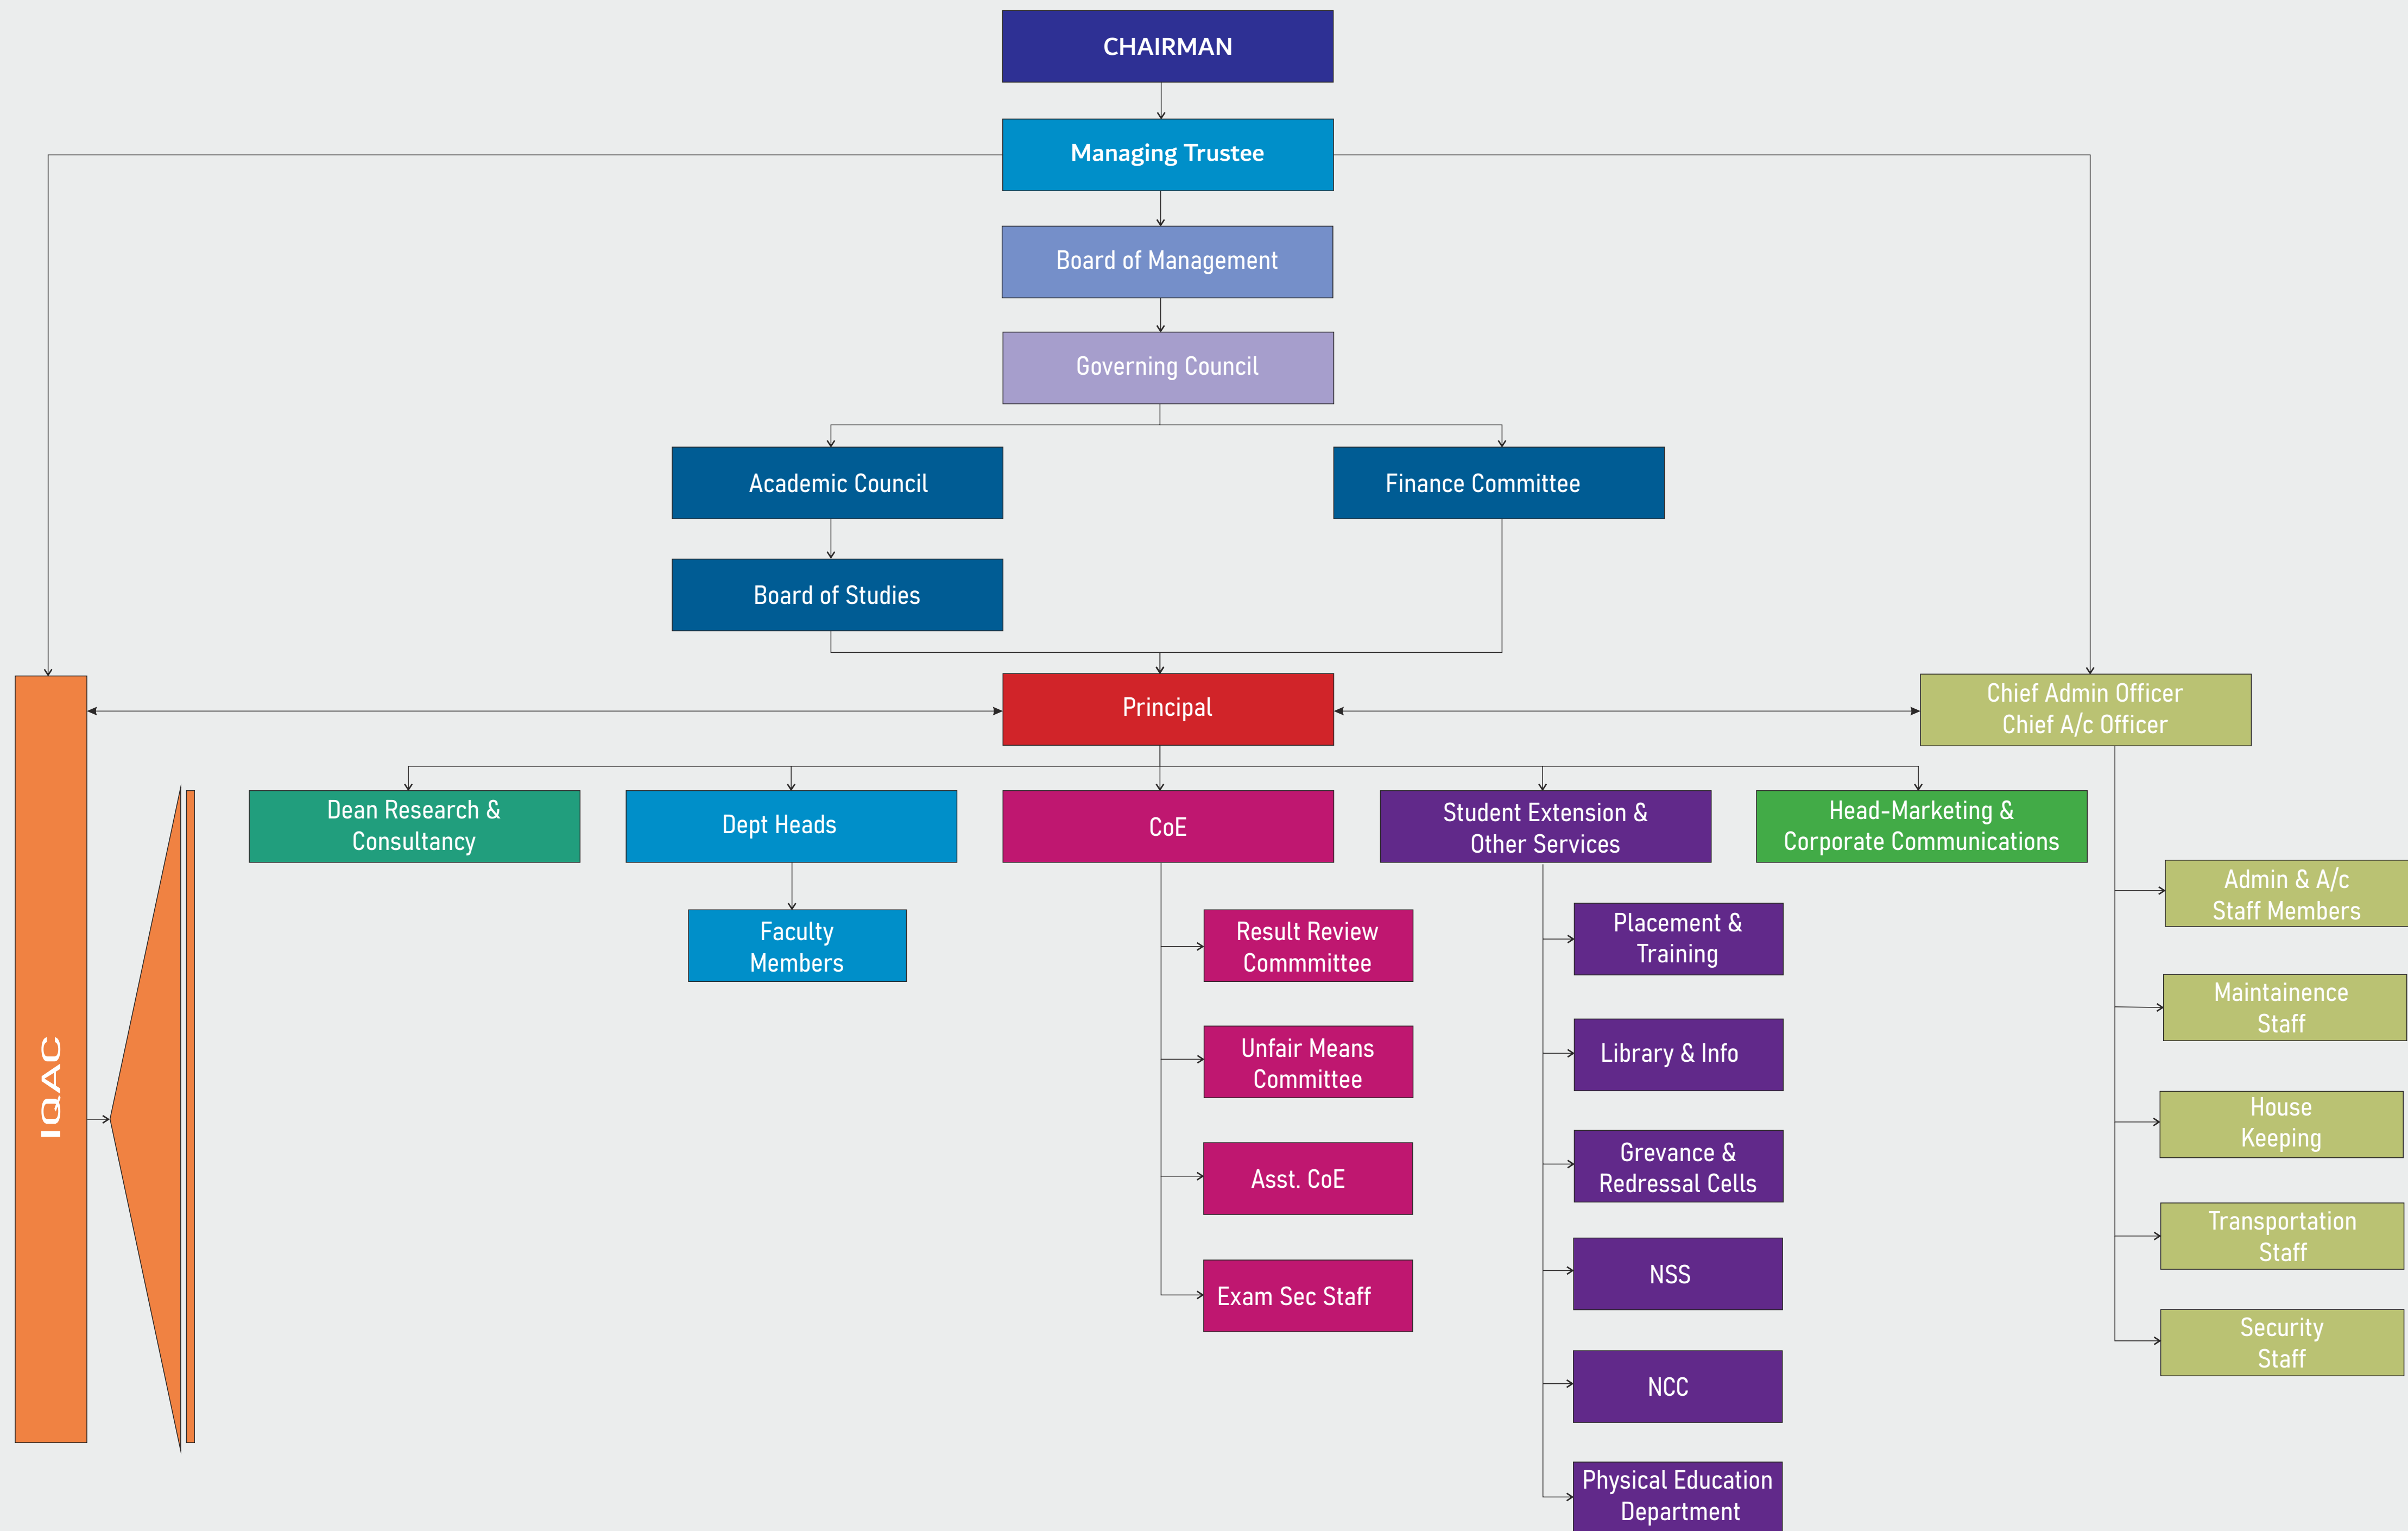 CHAIRMAN
Managing Trustee
Board of Management
Governing Council
Academic Council
Finance Committee
Board of Studies
Principal
Chief Admin Officer
Chief A/c Officer
IQAC
Dean Research &
Consultancy
Dept Heads
CoE
Student Extension &
Other Services
Head-Marketing &
Corporate Communications
Faculty
Members
Result Review
Commmittee
Unfair Means
Committee
Asst. CoE
Exam Sec Staff
Placement &
Training
Library & Info
Grevance &
Redressal Cells
NSS
NCC
Physical Education
Department
Admin & A/c
Staff Members
Maintainence
Staff
House
Keeping
Transportation
Staff
Security
Staff